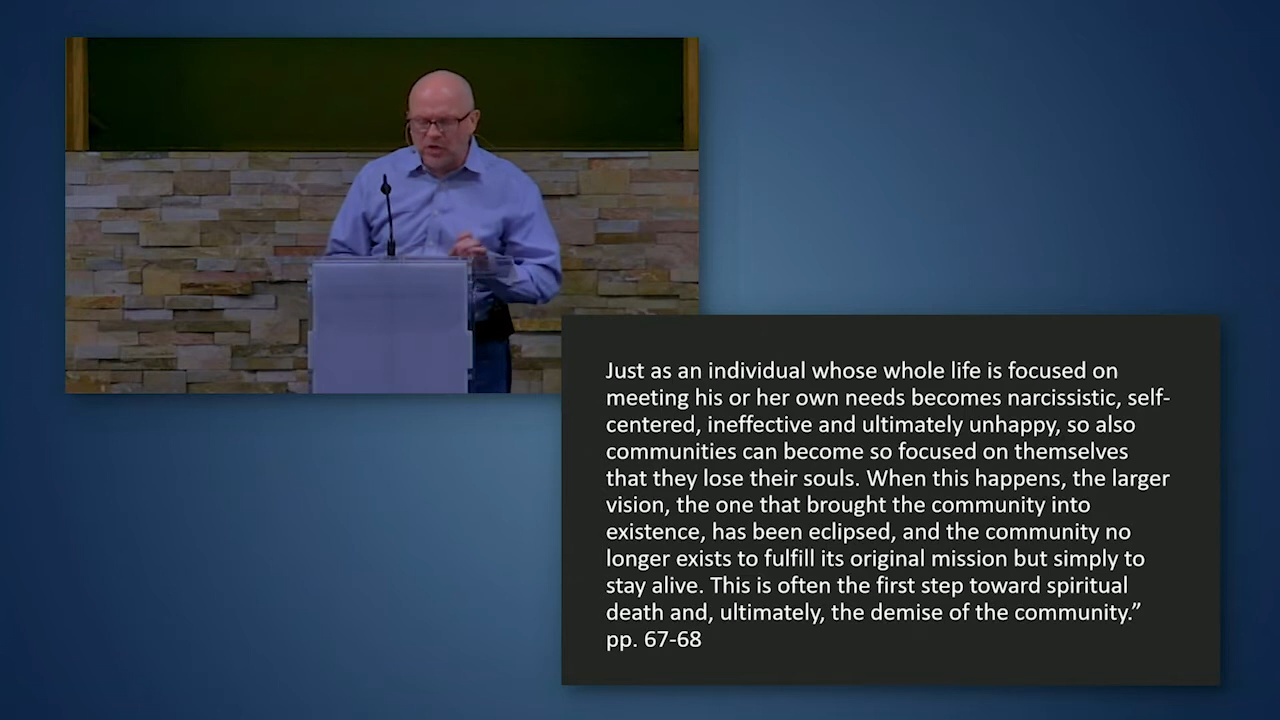 Just as an individual whose whole life is focused on
meeting his or her own needs becomes narcissistic, self-
centered, ineffective and ultimately unhappy, so also
communities can become so focused on themselves
that they lose their souls. When this happens, the larger
vision, the one that brought the community into
existence, has been eclipsed, and the community no
longer exists to fulfill its original mission but simply to
stay alive. This is often the first step toward spiritual
death and, ultimately, the demise of the community.”
pp. 67-68